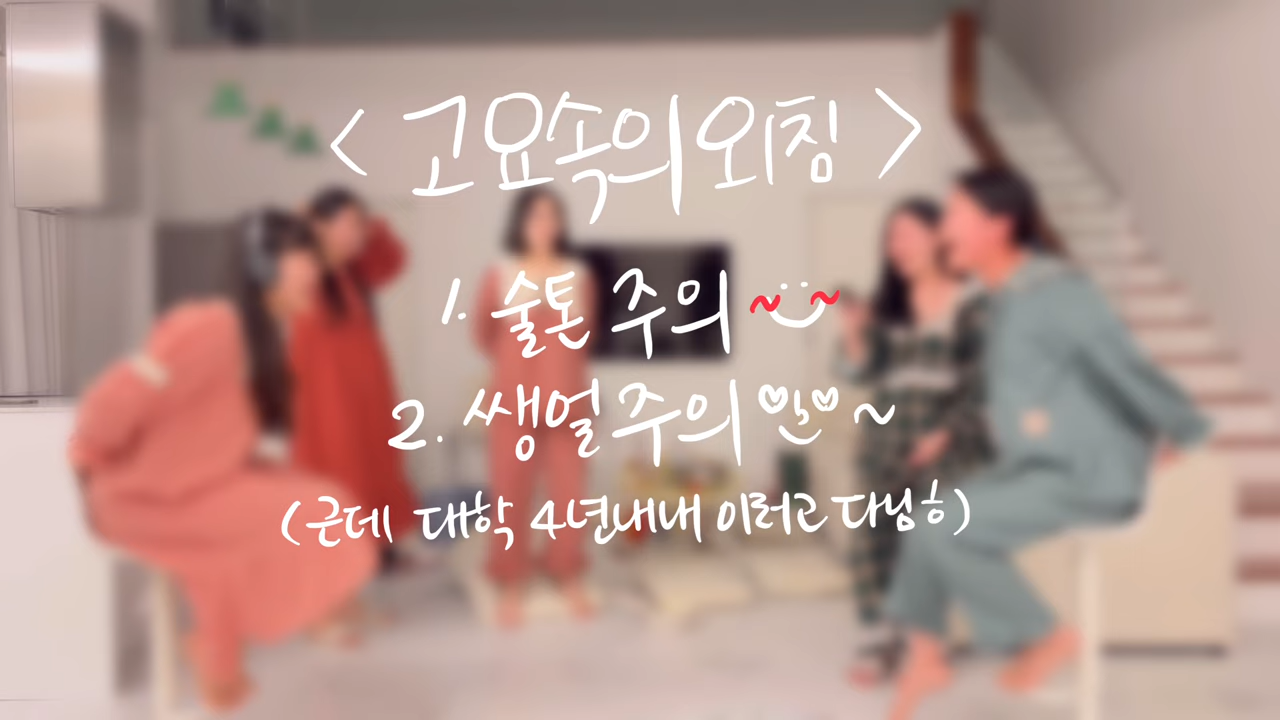 <고요속의 외침>
1. 술톤 주의
2. 쌩얼 주의 ~
(근데 대학 4년내내 이러고 다님ㅎ)